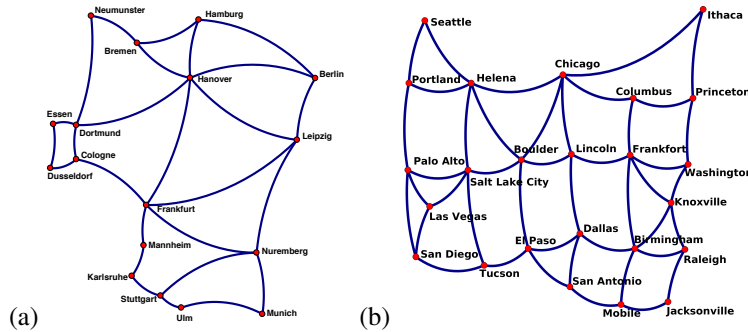 Neumunster
Hamburg
Bremen
Hanover
Berlin
Essen
Dortmund
Leipzig
Cologne
Dusseldorf
Frankfurt
Mannheim
Nuremberg
Karlsruhe
Stuttgart
Ulm
Munich
(a)
Ithaca
Seattle
Chicago
Portland
Helena
Columbus
Princeton
Boulder
Lincoln
Frankfort
Palo Alto
Salt Lake City
Washington
Las Vegas
Knoxville
Dallas
El Paso
Birmingham
San Diego
Tucson
Raleigh
San Antonio
Mobile
Jacksonville
(b)